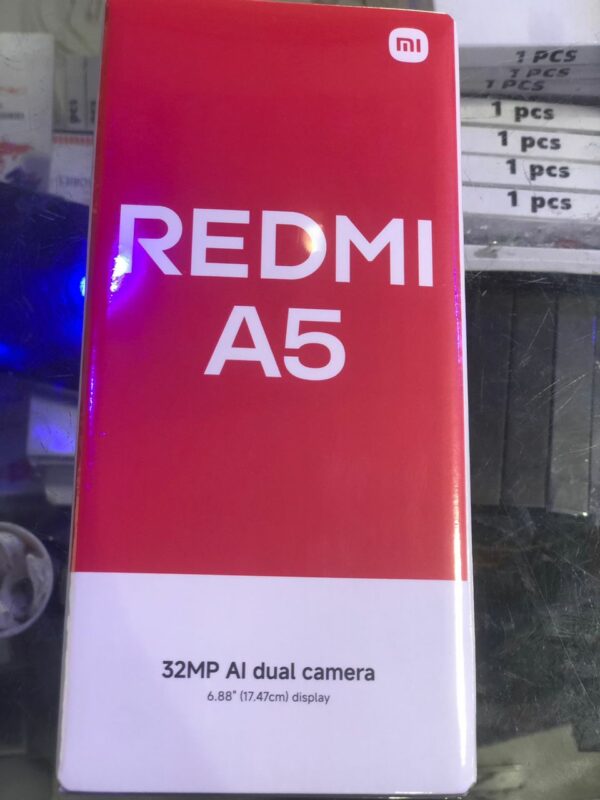 mi
REDMI
A5
32MP AI dual camera
6.88" (17.47cm) display
1 PCS
1 PCS
1 PCS
1 pcs
1 pcs
1 pcs
1 pcs